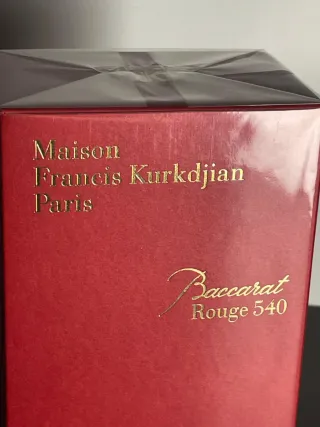 Maison
Francis Kurkdjian
Paris
Baccarat
Rouge 540